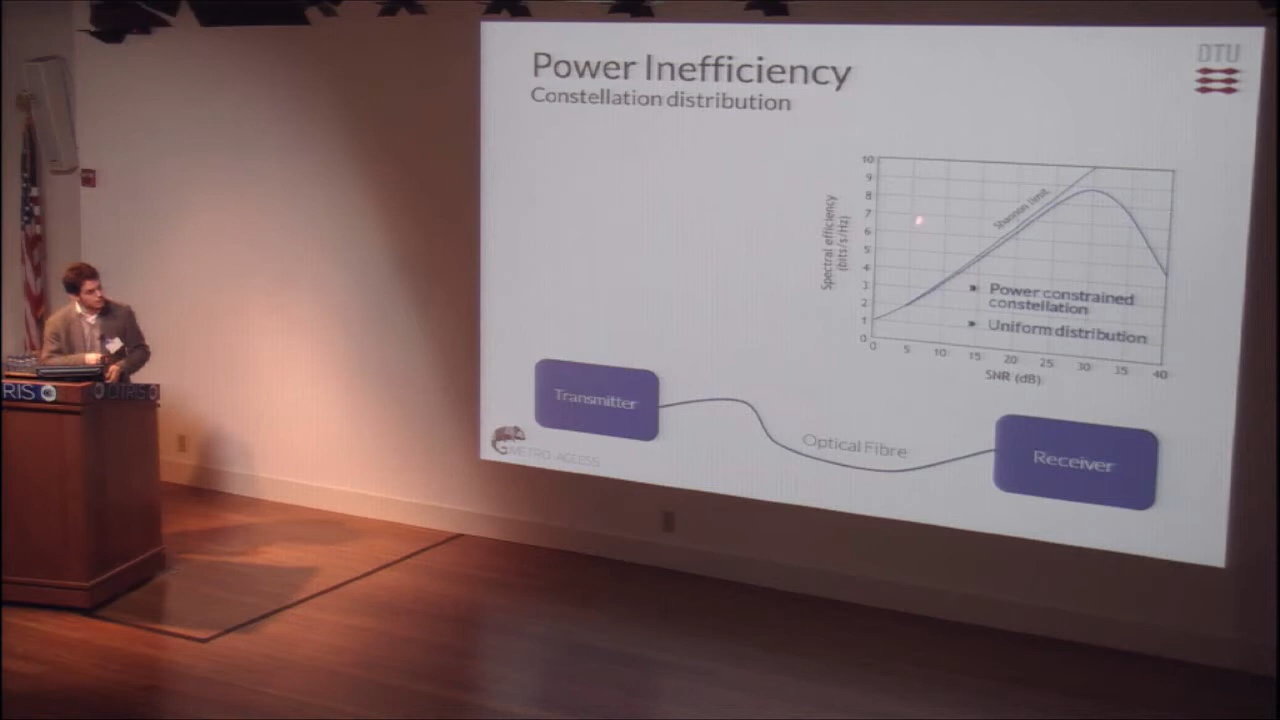 Power Inefficiency
DTU
Constellation distribution
10
9
8
7
6
5
4
3
2
1
0
Spectral efficiency
(bits/s/Hz)
Shannon limit
» Power constrained
constellation
» Uniform distribution
0 5 10 15 20 25 30 35 40
SNR (dB)
Transmitter
Optical Fibre
Receiver
METRO-ACCESS
RIS